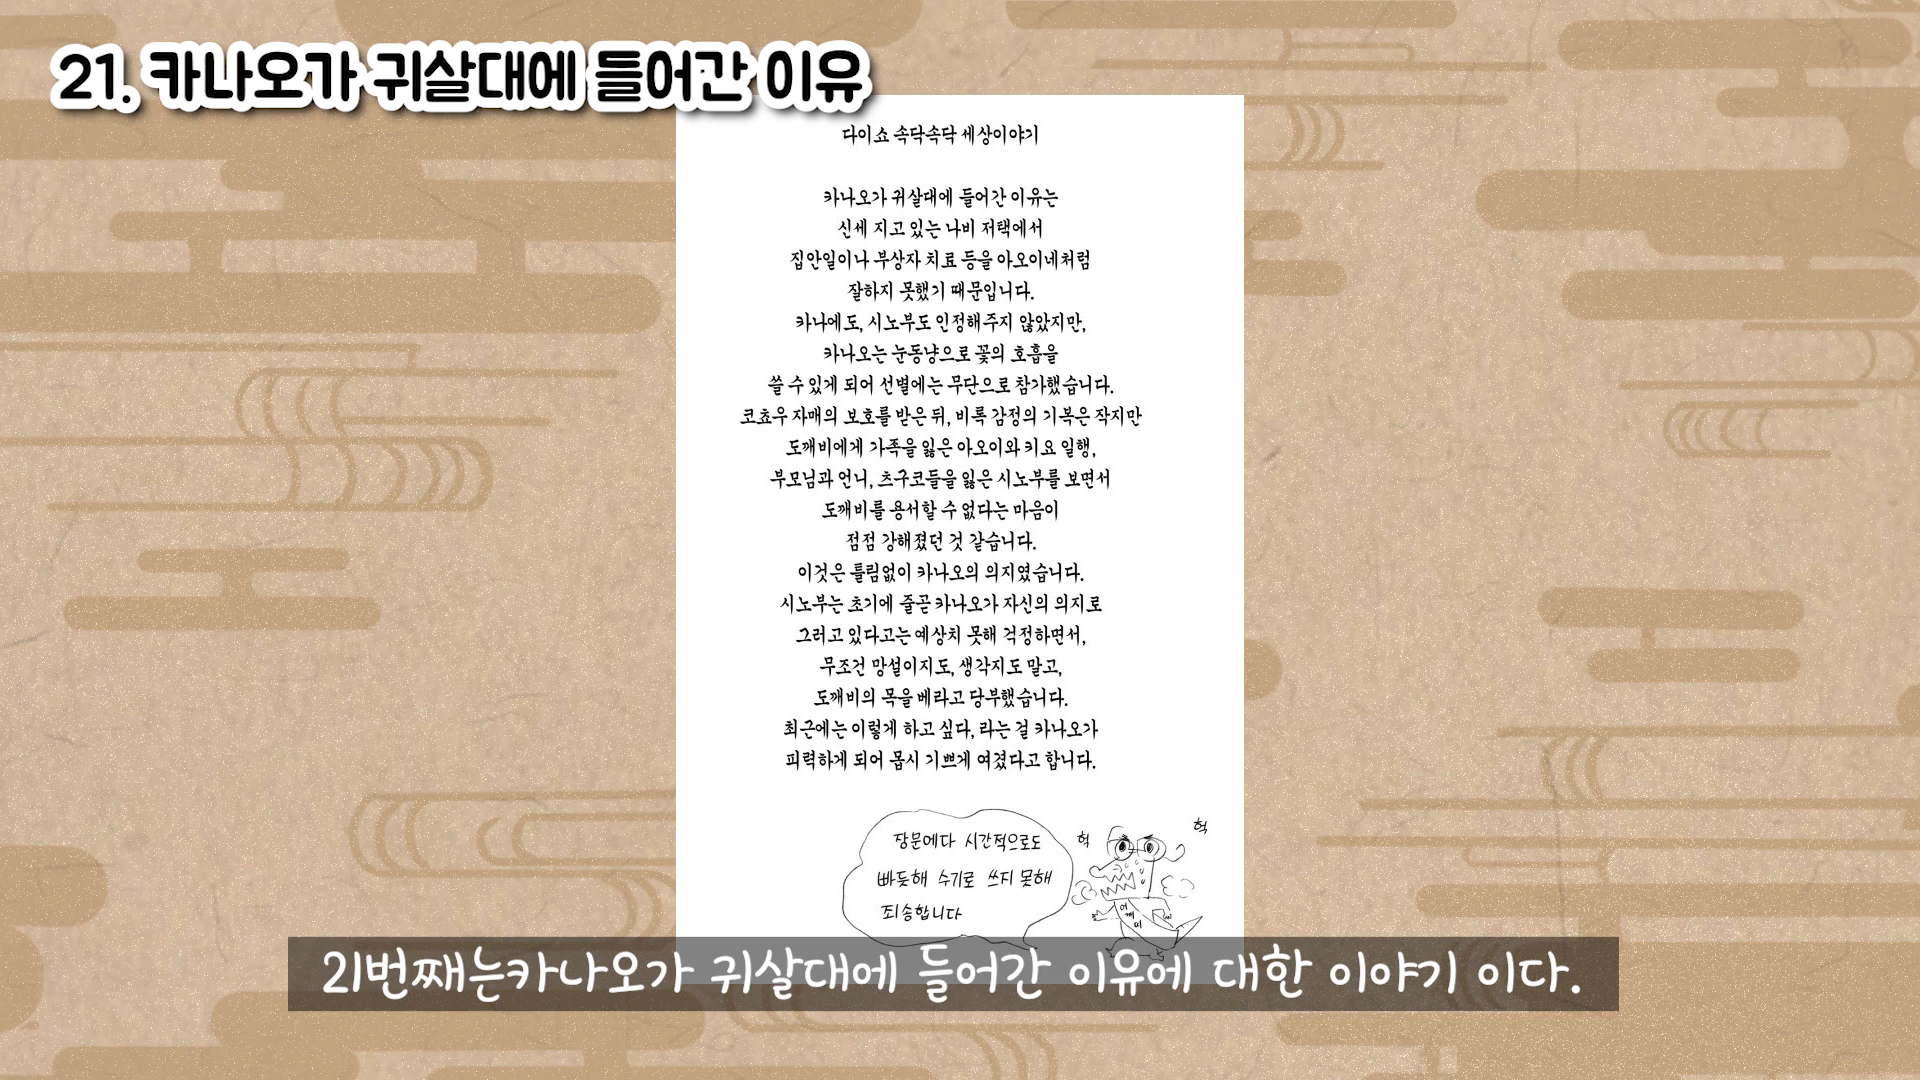 21. 카나오가 귀살대에 들어간 이유
다이쇼 속닥속닥 세상이야기
카나오가 귀살대에 들어간 이유는
신세 지고 있는 나비 저택에서
집안일이나 부상자 치료 등을 아오이네처럼
잘하지 못했기 때문입니다.
카나에도, 시노부도 인정해주지 않았지만,
카나오는 눈동냥으로 꽃의 호흡을
쓸 수 있게 되어 선별에는 무단으로 참가했습니다.
코쵸우 자매의 보호를 받은 뒤, 비록 감정의 기복은 작지만
도깨비에게 가족을 잃은 아오이와 키요 일행,
부모님과 언니, 츠구코들을 잃은 시노부를 보면서
도깨비를 용서할 수 없다는 마음이
점점 강해졌던 것 같습니다.
이것은 틀림없이 카나오의 의지였습니다.
시노부는 초기에 줄곧 카나오가 자신의 의지로
그러고 있다고는 예상치 못해 걱정하면서,
무조건 망설이지도, 생각지도 말고,
도깨비의 목을 베라고 당부했습니다.
최근에는 이렇게 하고 싶다, 라는 걸 카나오가
피력하게 되어 몹시 기쁘게 여겼다고 합니다.
장문에다 시간적으로도
빠듯해 수기로 쓰지 못해
죄송합니다
헉
헉
어깨띠
21번째는카나오가 귀살대에 들어간 이유에 대한 이야기 이다.